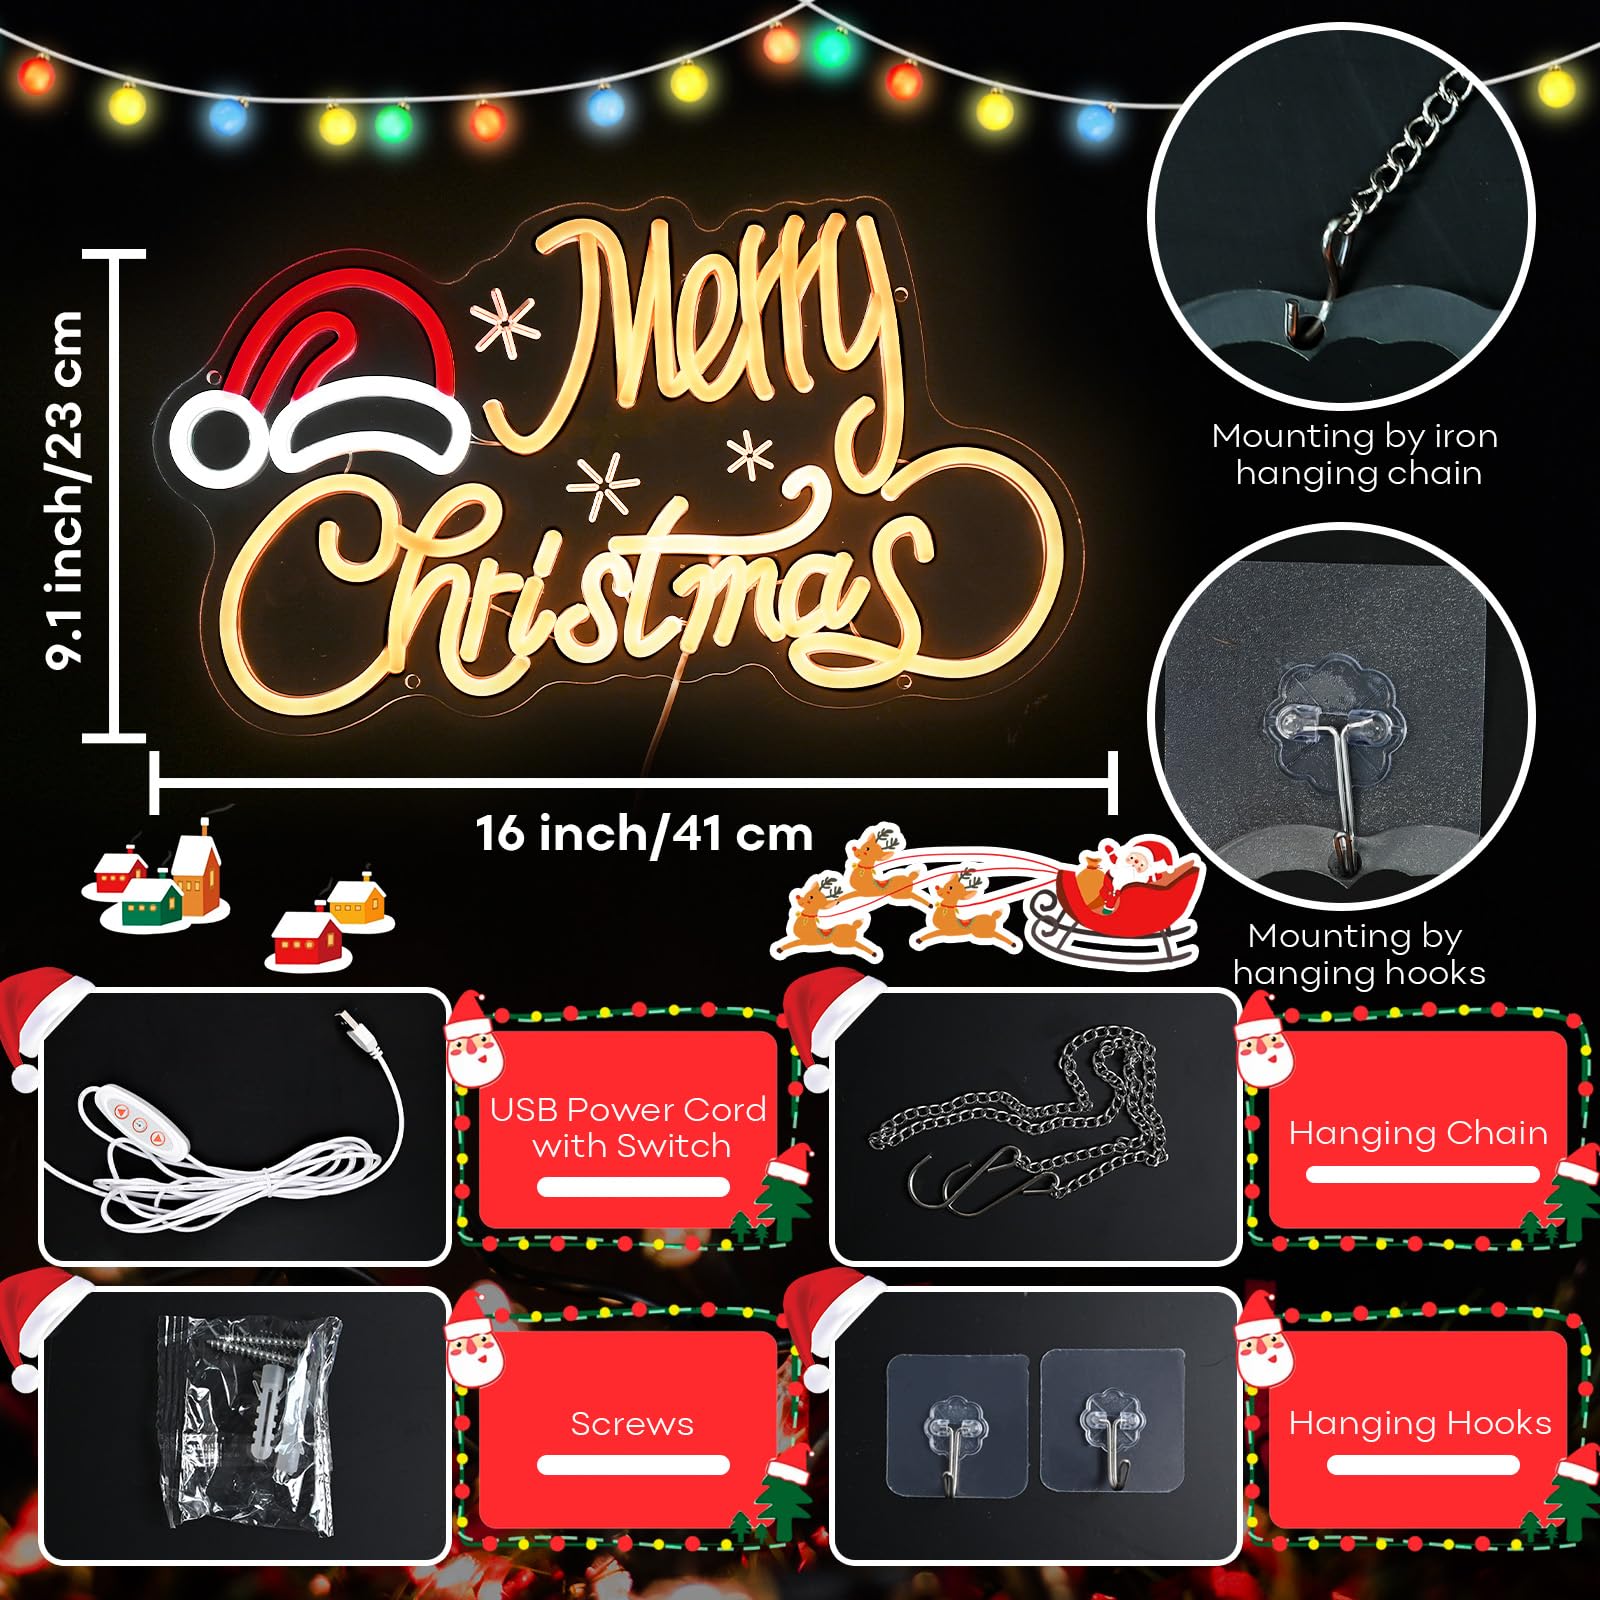 Merry
Christmas
9.1 inch/23 cm
16 inch/41 cm
Mounting by iron
hanging chain
Mounting by
hanging hooks
USB Power Cord
with Switch
Hanging Chain
Screws
Hanging Hooks